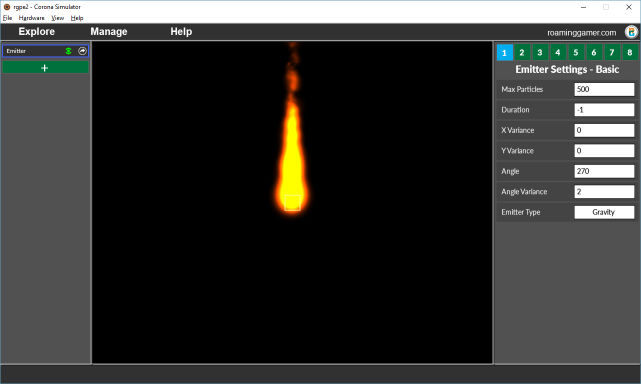 rgpe2 - Corona Simulator
File Hardware View Help
Explore Manage Help roaminggamer.com
Emitter
+
1 2 3 4 5 6 7 8
Emitter Settings - Basic
Max Particles 500
Duration -1
X Variance 0
Y Variance 0
Angle 270
Angle Variance 2
Emitter Type Gravity